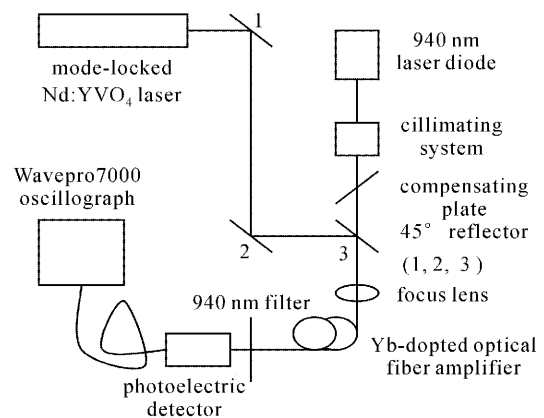 1
940 nm
laser diode
mode-locked
Nd:YVO₄ laser
cillimating
system
Wavepro7000
oscillograph
compensating
plate
2
3
45° reflector
(1, 2, 3)
focus lens
940 nm filter
Yb-dopted optical
fiber amplifier
photoelectric
detector